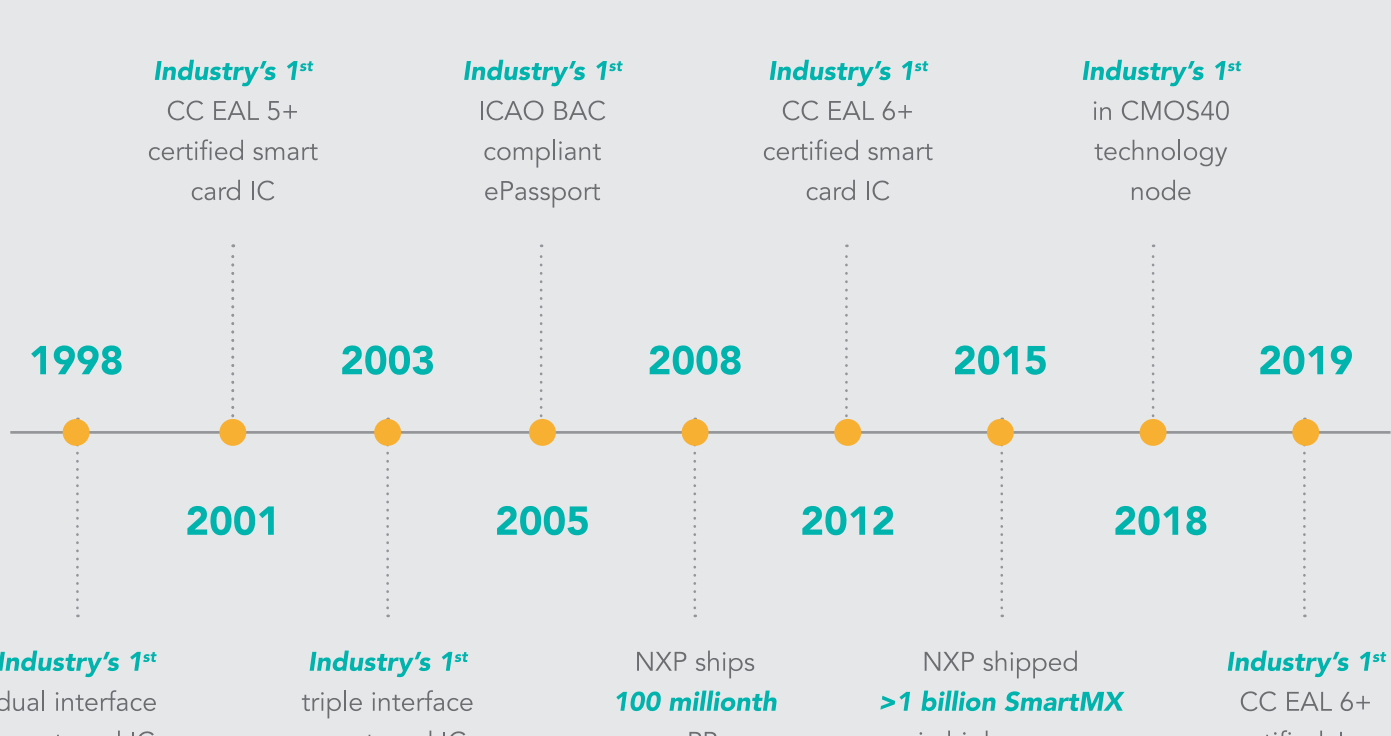 Industry's 1st
CC EAL 5+
certified smart
card IC
Industry's 1st
ICAO BAC
compliant
ePassport
Industry's 1st
CC EAL 6+
certified smart
card IC
Industry's 1st
in CMOS40
technology
node
1998
2003
2008
2015
2019
2001
2005
2012
2018
Industry's 1st
dual interface
Industry's 1st
triple interface
NXP ships
100 millionth
NXP shipped
>1 billion SmartMX
Industry's 1st
CC EAL 6+